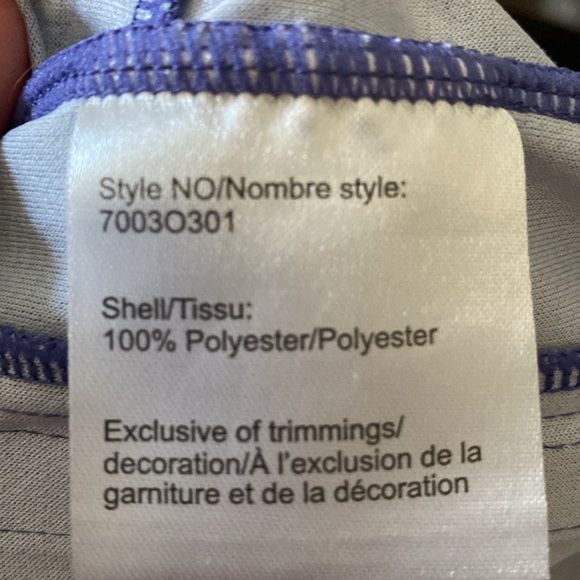 Style NO/Nombre style:
7003O301
Shell/Tissu:
100% Polyester/Polyester
Exclusive of trimmings/
decoration/À l'exclusion de la
garniture et de la décoration